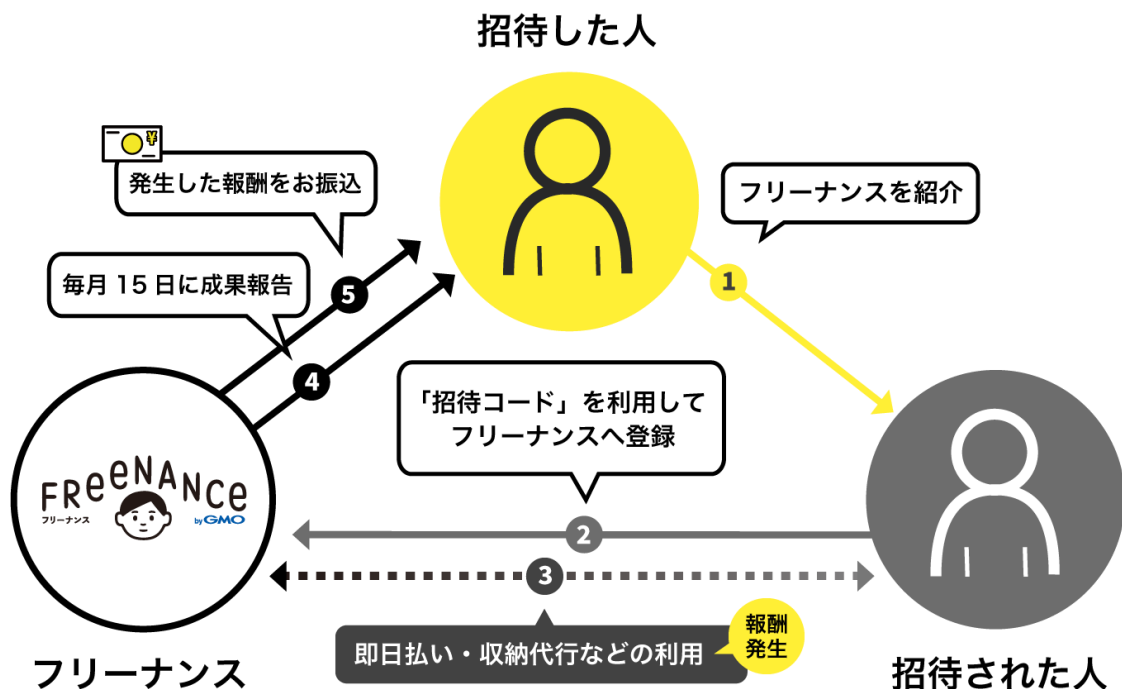 招待した人
¥
発生した報酬をお振込
フリーナンスを紹介
毎月 15 日に成果報告
5
1
4
「招待コード」を利用して
フリーナンスへ登録
FReeNANce
フリーナンス
by GMO
2
3
即日払い・収納代行などの利用
報酬
発生
フリーナンス
招待された人